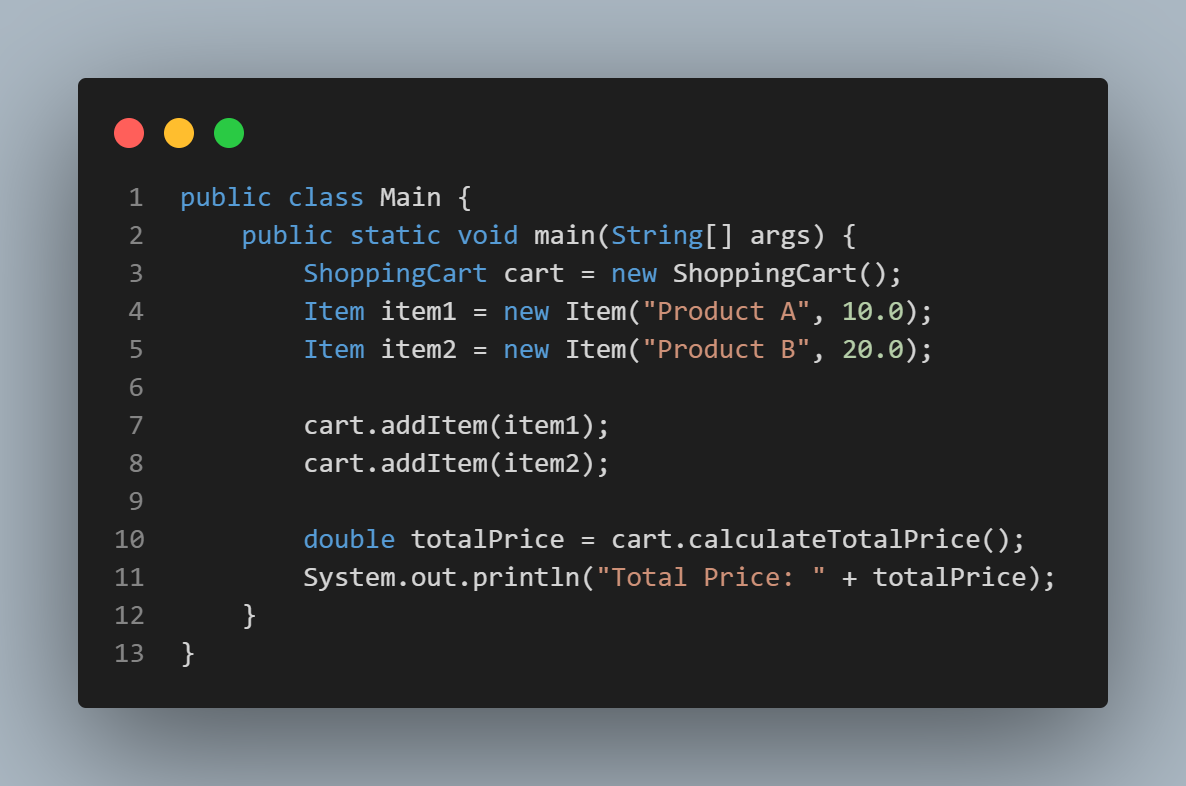 1 public class Main {
2     public static void main(String[] args) {
3         ShoppingCart cart = new ShoppingCart();
4         Item item1 = new Item("Product A", 10.0);
5         Item item2 = new Item("Product B", 20.0);
6
7         cart.addItem(item1);
8         cart.addItem(item2);
9
10         double totalPrice = cart.calculateTotalPrice();
11         System.out.println("Total Price: " + totalPrice);
12     }
13 }